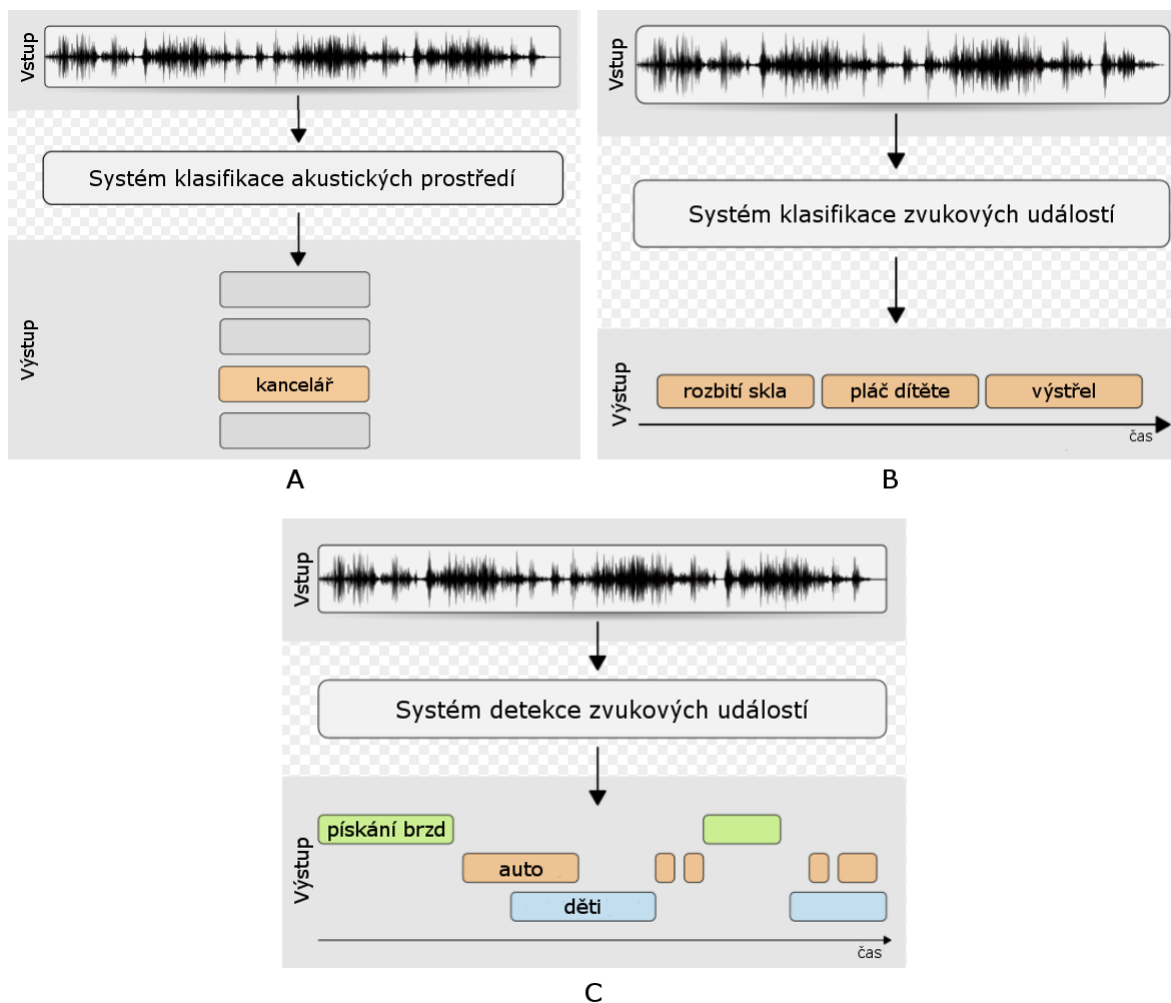 Vstup
Systém klasifikace akustických prostředí
Výstup
kancelář
A
Vstup
Systém klasifikace zvukových událostí
Výstup
rozbití skla pláč dítěte výstřel
čas
B
Vstup
Systém detekce zvukových událostí
Výstup
pískání brzd
auto
děti
čas
C